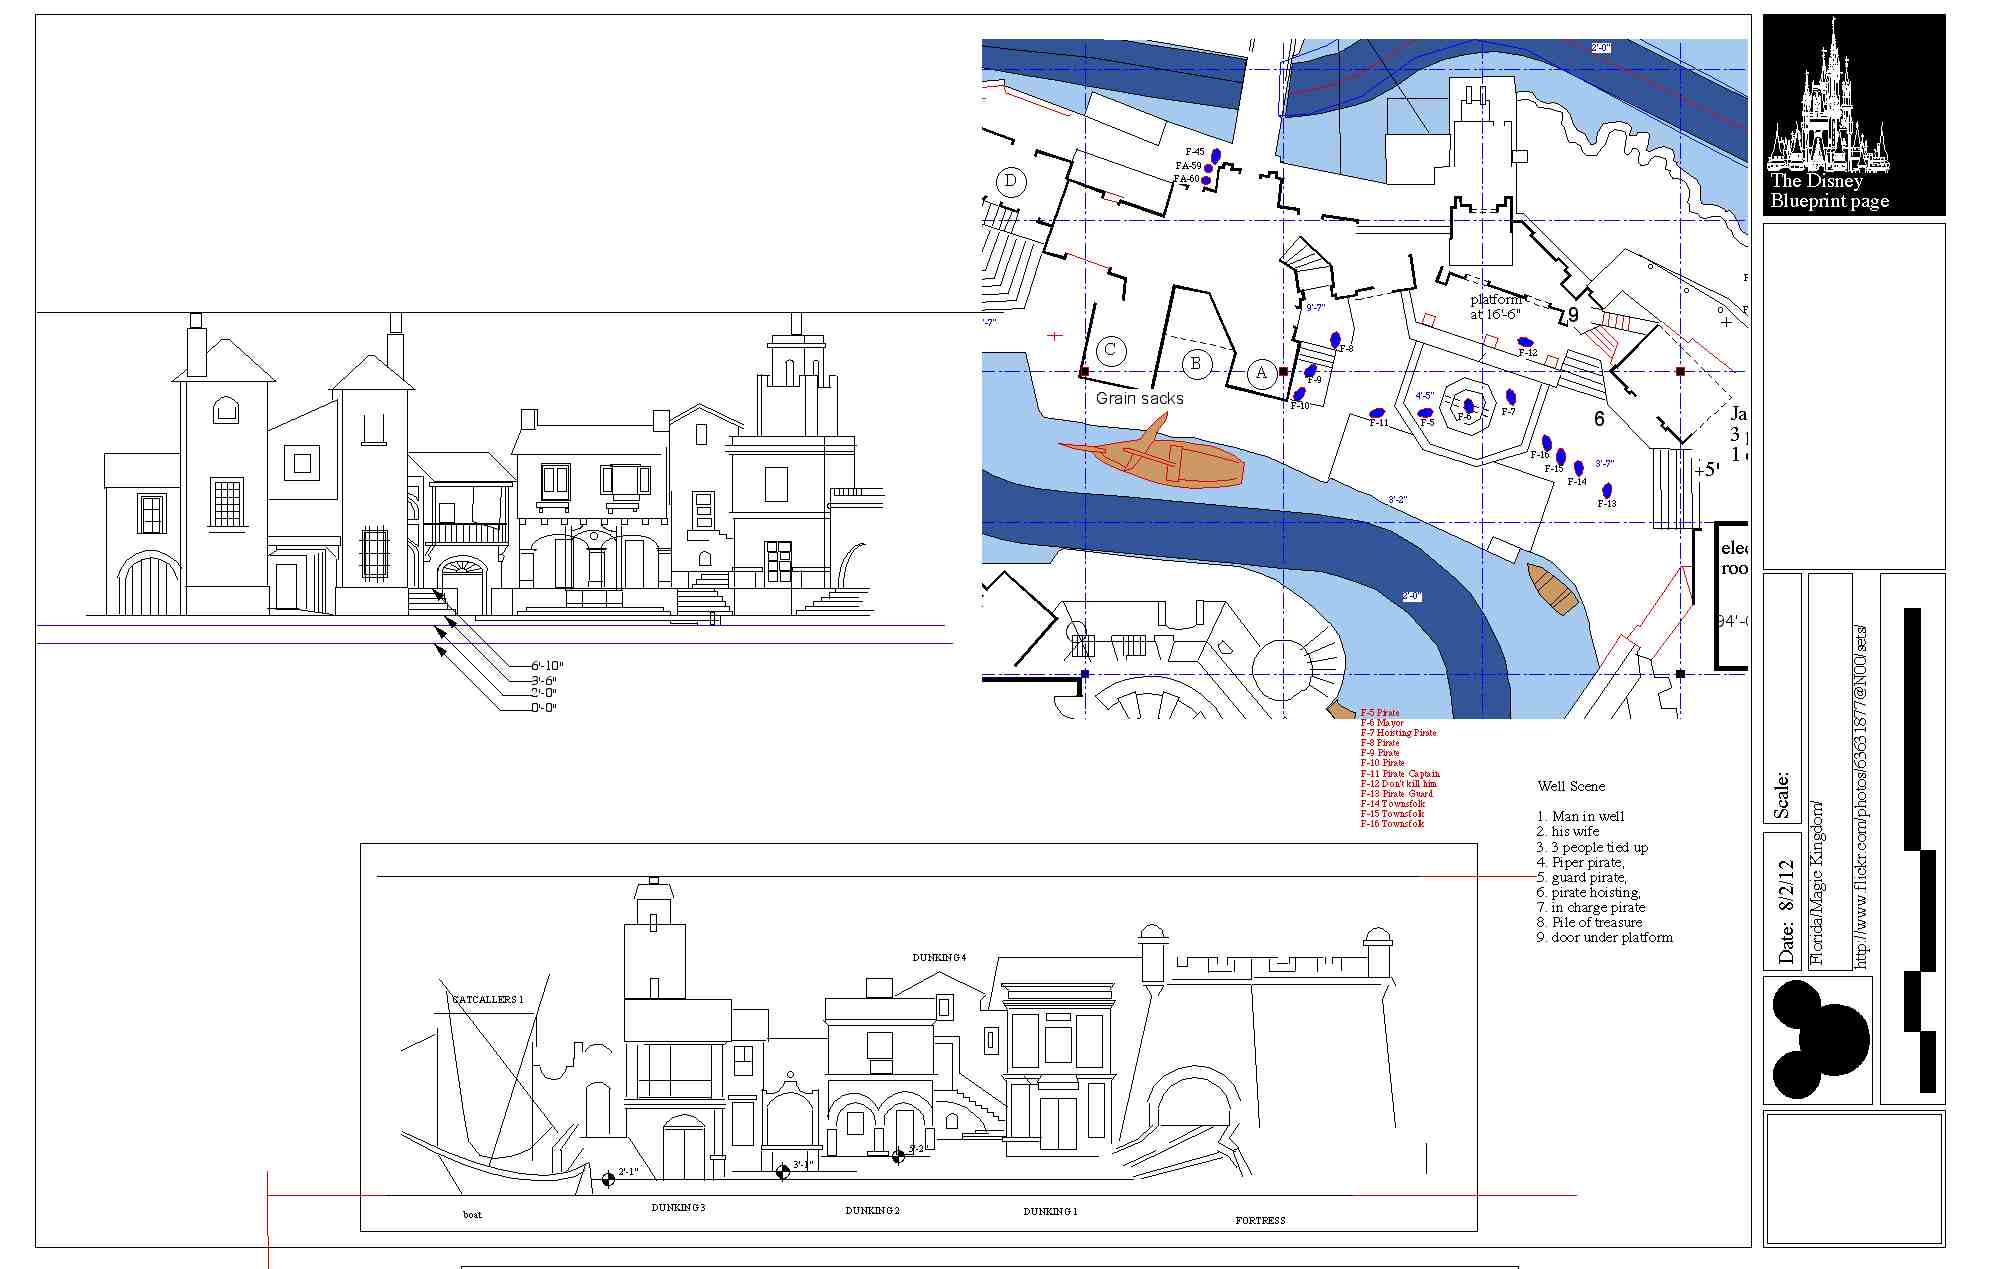 2'-0"
The Disney
Blueprint page
F-45
FA-59
FA-60
D
9'-7"
platform
at 16'-6"
9
'-7"
F-8
F-12
C
B
A
F-9
Grain sacks
F-10
4'-5"
F-11
F-5
F-6
F-7
6
Ja
3
1
F-16
F-15
F-14
3'-7"
+5'
F-13
3'-2"
elec
roo
2'-0"
94'-0
6'-10"
3'-6"
2'-0"
0'-0"
F-5 Pirate
F-6 Mayor
F-7 Hoisting Pirate
F-8 Pirate
F-9 Pirate
F-10 Pirate
F-11 Pirate Captain
F-12 Don't kill him
F-13 Pirate Guard
F-14 Townsfolk
F-15 Townsfolk
F-16 Townsfolk
Well Scene
1. Man in well
2. his wife
3. 3 people tied up
4. Piper pirate,
5. guard pirate,
6. pirate hoisting,
7. in charge pirate
8. Pile of treasure
9. door under platform
Scale:
Date: 8/2/12
Florida/Magic Kingdom/
http://www.flickr.com/photos/63631877@N00/sets/
DUNKING 4
CATCALLERS 1
2'-1"
3'-1"
5'-2"
boat
DUNKING 3
DUNKING 2
DUNKING 1
FORTRESS